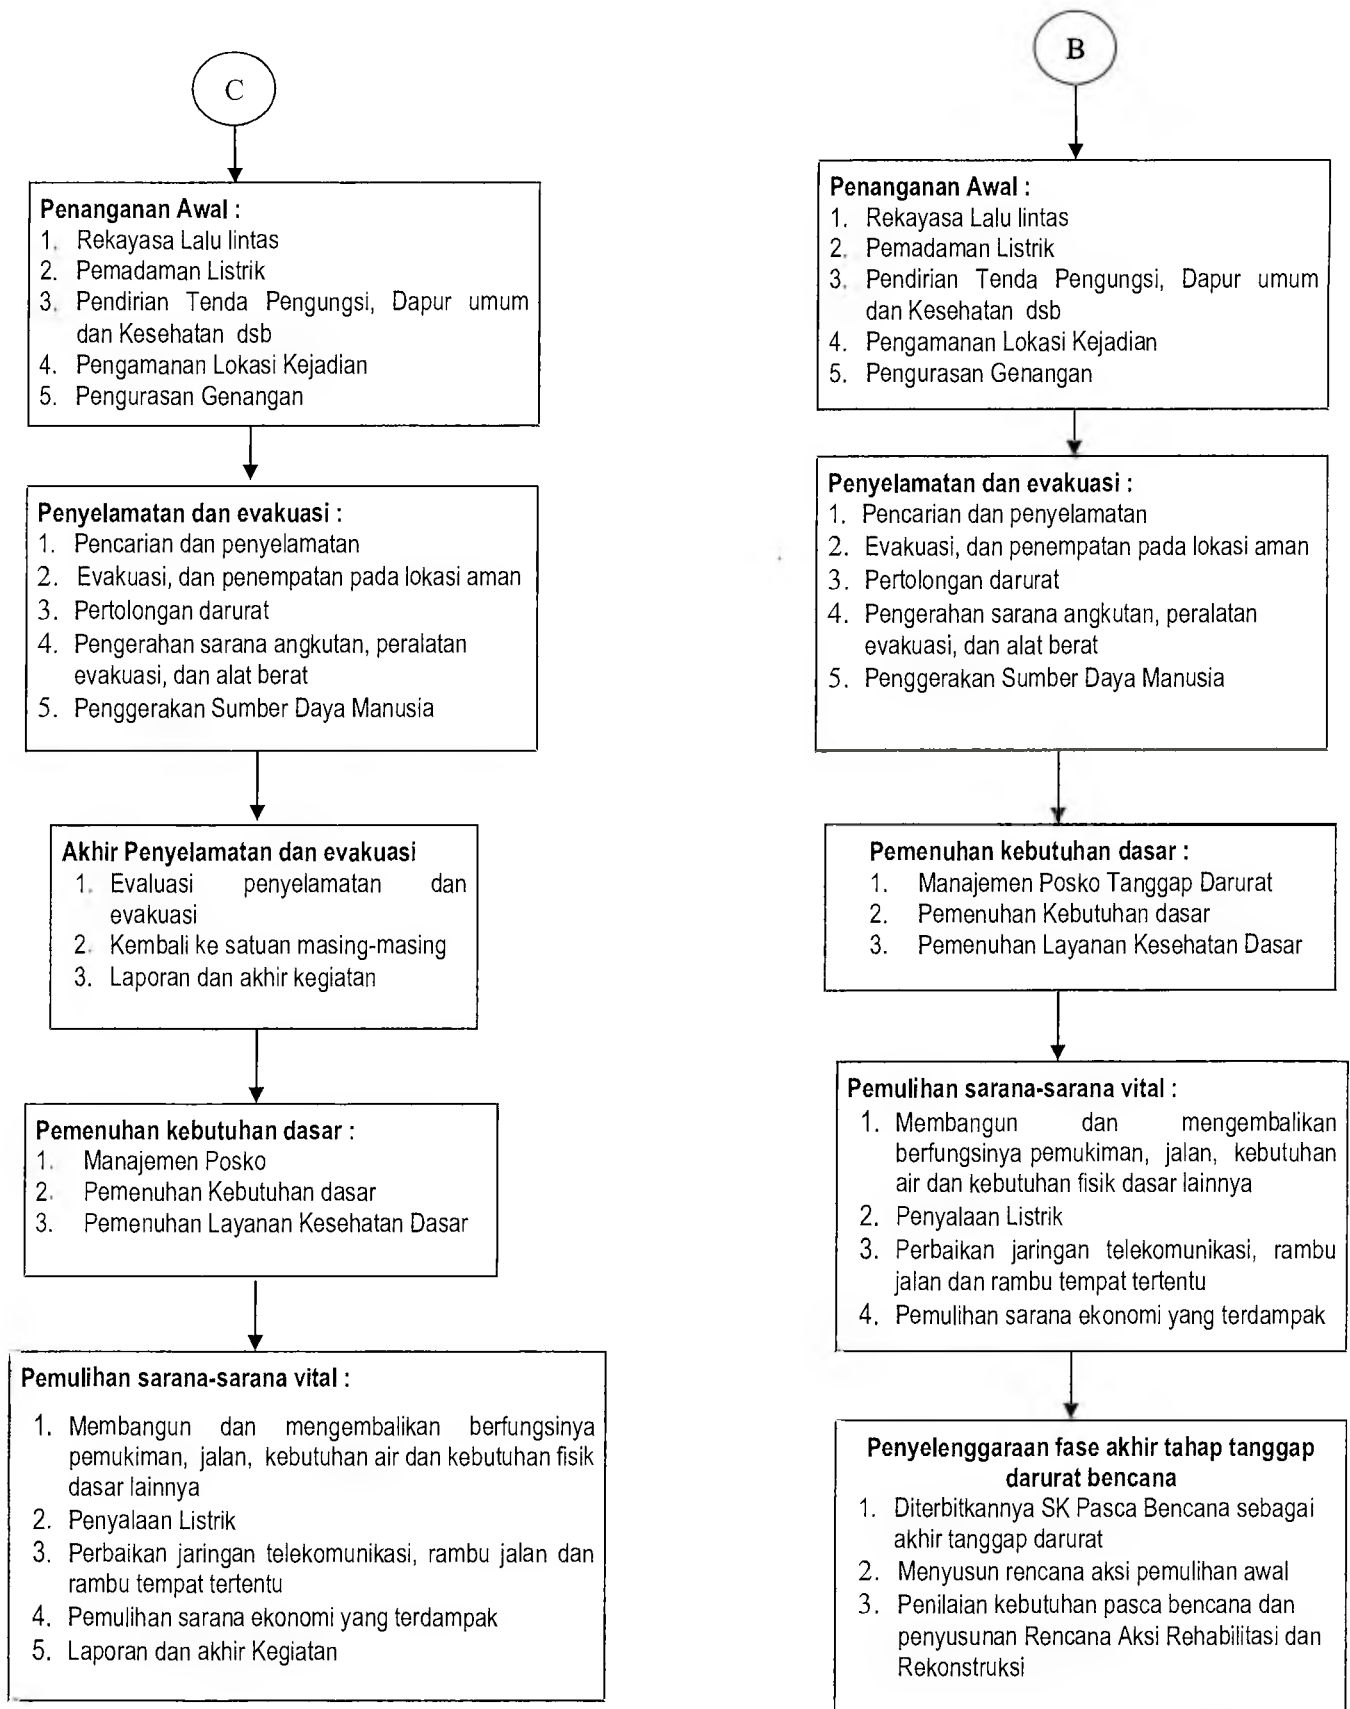 C
Penanganan Awal :
1. Rekayasa Lalu lintas
2. Pemadaman Listrik
3. Pendirian Tenda Pengungsi, Dapur umum
dan Kesehatan dsb
4. Pengamanan Lokasi Kejadian
5. Pengurasan Genangan
Penyelamatan dan evakuasi :
1. Pencarian dan penyelamatan
2. Evakuasi, dan penempatan pada lokasi aman
3. Pertolongan darurat
4. Pengerahan sarana angkutan, peralatan
evakuasi, dan alat berat
5. Penggerakan Sumber Daya Manusia
Akhir Penyelamatan dan evakuasi
1. Evaluasi penyelamatan dan
evakuasi
2. Kembali ke satuan masing-masing
3. Laporan dan akhir kegiatan
Pemenuhan kebutuhan dasar :
1. Manajemen Posko
2. Pemenuhan Kebutuhan dasar
3. Pemenuhan Layanan Kesehatan Dasar
Pemulihan sarana-sarana vital :
1. Membangun dan mengembalikan berfungsinya
pemukiman, jalan, kebutuhan air dan kebutuhan fisik
dasar lainnya
2. Penyalaan Listrik
3. Perbaikan jaringan telekomunikasi, rambu jalan dan
rambu tempat tertentu
4. Pemulihan sarana ekonomi yang terdampak
5. Laporan dan akhir Kegiatan
B
Penanganan Awal :
1. Rekayasa Lalu lintas
2. Pemadaman Listrik
3. Pendirian Tenda Pengungsi, Dapur umum
dan Kesehatan dsb
4. Pengamanan Lokasi Kejadian
5. Pengurasan Genangan
Penyelamatan dan evakuasi :
1. Pencarian dan penyelamatan
2. Evakuasi, dan penempatan pada lokasi aman
3. Pertolongan darurat
4. Pengerahan sarana angkutan, peralatan
evakuasi, dan alat berat
5. Penggerakan Sumber Daya Manusia
Pemenuhan kebutuhan dasar :
1. Manajemen Posko Tanggap Darurat
2. Pemenuhan Kebutuhan dasar
3. Pemenuhan Layanan Kesehatan Dasar
Pemulihan sarana-sarana vital :
1. Membangun dan mengembalikan
berfungsinya pemukiman, jalan, kebutuhan
air dan kebutuhan fisik dasar lainnya
2. Penyalaan Listrik
3. Perbaikan jaringan telekomunikasi, rambu
jalan dan rambu tempat tertentu
4. Pemulihan sarana ekonomi yang terdampak
Penyelenggaraan fase akhir tahap tanggap
darurat bencana
1. Diterbitkannya SK Pasca Bencana sebagai
akhir tanggap darurat
2. Menyusun rencana aksi pemulihan awal
3. Penilaian kebutuhan pasca bencana dan
penyusunan Rencana Aksi Rehabilitasi dan
Rekonstruksi